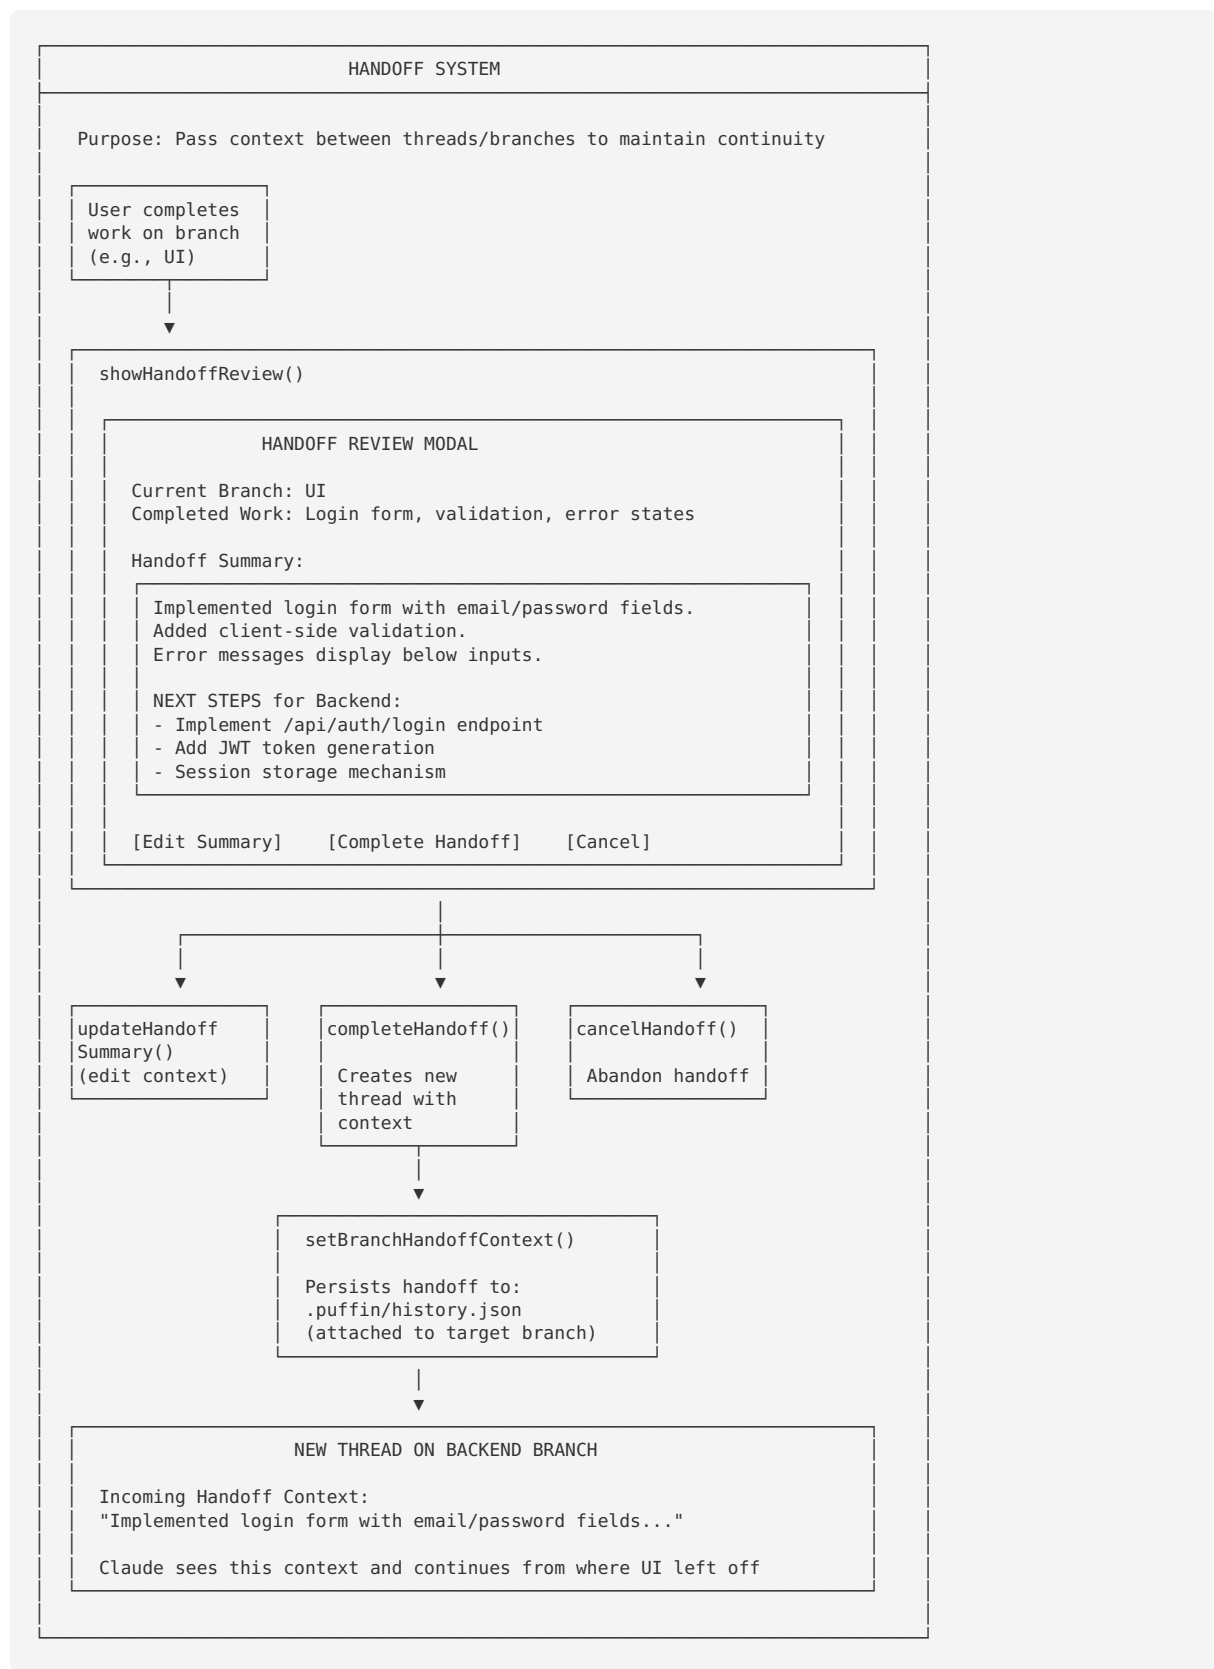 HANDOFF SYSTEM
Purpose: Pass context between threads/branches to maintain continuity
User completes
work on branch
(e.g., UI)
showHandoffReview()
HANDOFF REVIEW MODAL
Current Branch: UI
Completed Work: Login form, validation, error states
Handoff Summary:
Implemented login form with email/password fields.
Added client-side validation.
Error messages display below inputs.
NEXT STEPS for Backend:
- Implement /api/auth/login endpoint
- Add JWT token generation
- Session storage mechanism
[Edit Summary] [Complete Handoff] [Cancel]
updateHandoff
Summary()
(edit context)
completeHandoff()
Creates new
thread with
context
cancelHandoff()
Abandon handoff
setBranchHandoffContext()
Persists handoff to:
.puffin/history.json
(attached to target branch)
NEW THREAD ON BACKEND BRANCH
Incoming Handoff Context:
"Implemented login form with email/password fields..."
Claude sees this context and continues from where UI left off